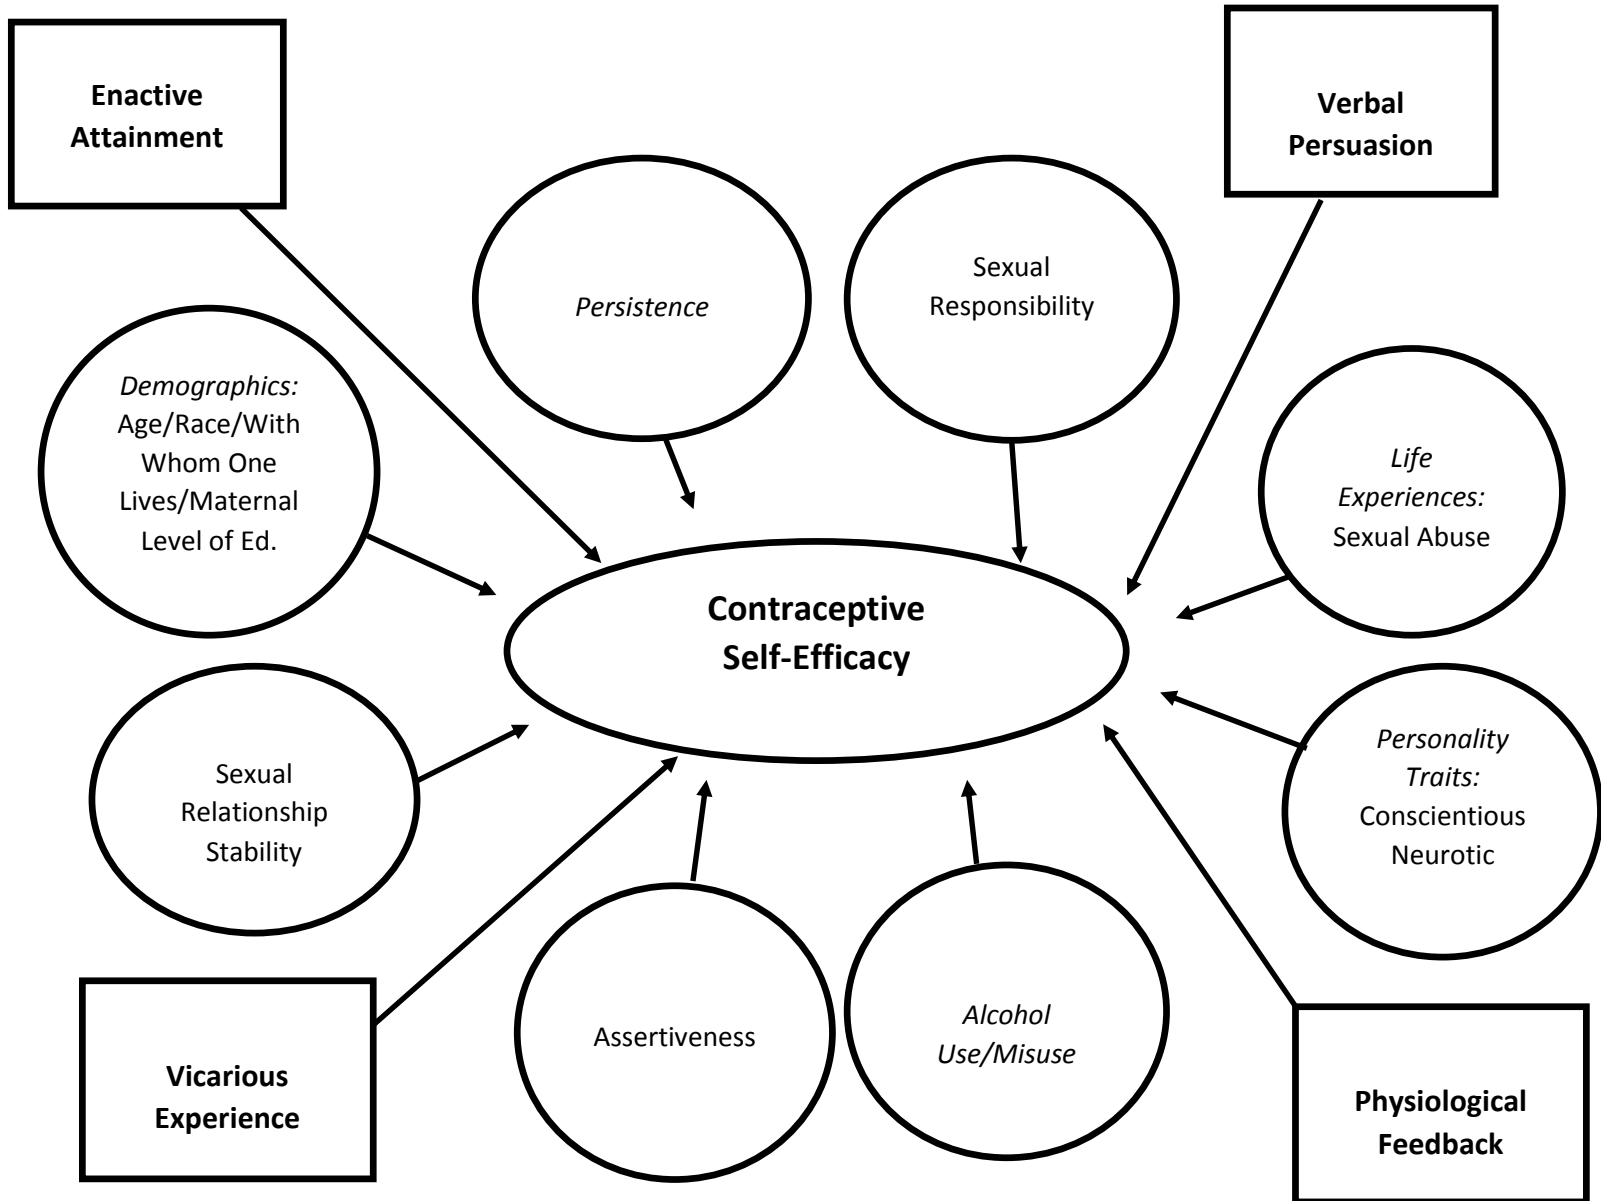 Enactive
Attainment
Verbal
Persuasion
Persistence
Sexual
Responsibility
Demographics:
Age/Race/With
Whom One
Lives/Maternal
Level of Ed.
Life
Experiences:
Sexual Abuse
Contraceptive
Self-Efficacy
Sexual
Relationship
Stability
Personality
Traits:
Conscientious
Neurotic
Assertiveness
Alcohol
Use/Misuse
Vicarious
Experience
Physiological
Feedback